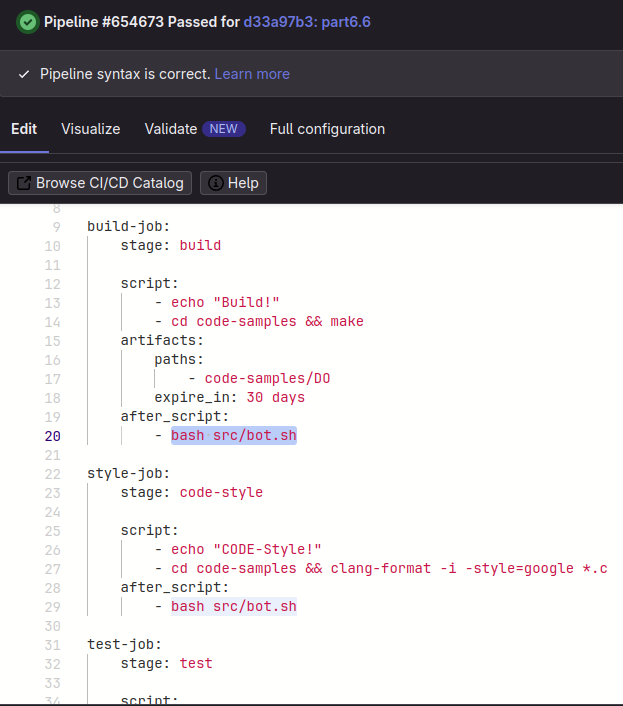 Pipeline #654673 Passed for d33a97b3: part6.6
Pipeline syntax is correct. Learn more
Edit Visualize Validate NEW Full configuration
Browse CI/CD Catalog Help
8
9 build-job:
10     stage: build
11
12     script:
13         - echo "Build!"
14         - cd code-samples && make
15     artifacts:
16         paths:
17             - code-samples/DO
18         expire_in: 30 days
19     after_script:
20         - bash src/bot.sh
21
22 style-job:
23     stage: code-style
24
25     script:
26         - echo "CODE-Style!"
27         - cd code-samples && clang-format -i -style=google *.c
28     after_script:
29         - bash src/bot.sh
30
31 test-job:
32     stage: test
33
34     script: